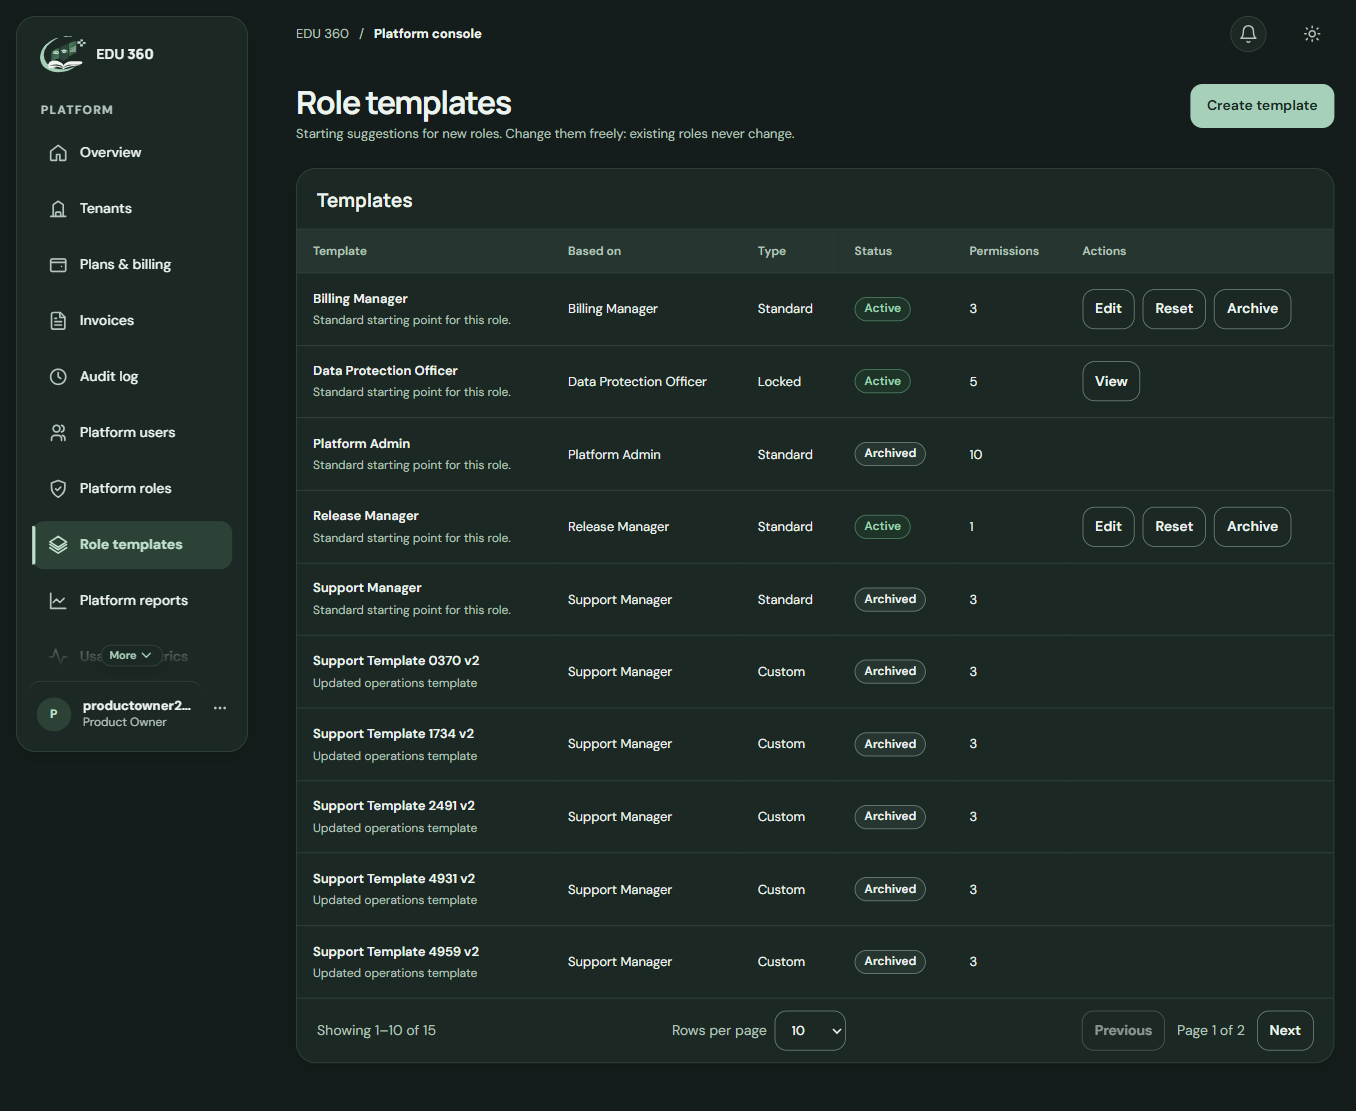 EDU 360
PLATFORM
Overview
Tenants
Plans & billing
Invoices
Audit log
Platform users
Platform roles
Role templates
Platform reports
More
P
productowner2...
Product Owner
EDU 360 / Platform console
Role templates
Starting suggestions for new roles. Change them freely: existing roles never change.
Create template
Templates
Template Based on Type Status Permissions Actions
Billing Manager
Standard starting point for this role.
Billing Manager Standard Active 3 Edit Reset Archive
Data Protection Officer
Standard starting point for this role.
Data Protection Officer Locked Active 5 View
Platform Admin
Standard starting point for this role.
Platform Admin Standard Archived 10
Release Manager
Standard starting point for this role.
Release Manager Standard Active 1 Edit Reset Archive
Support Manager
Standard starting point for this role.
Support Manager Standard Archived 3
Support Template 0370 v2
Updated operations template
Support Manager Custom Archived 3
Support Template 1734 v2
Updated operations template
Support Manager Custom Archived 3
Support Template 2491 v2
Updated operations template
Support Manager Custom Archived 3
Support Template 4931 v2
Updated operations template
Support Manager Custom Archived 3
Support Template 4959 v2
Updated operations template
Support Manager Custom Archived 3
Showing 1–10 of 15
Rows per page 10
Previous Page 1 of 2 Next